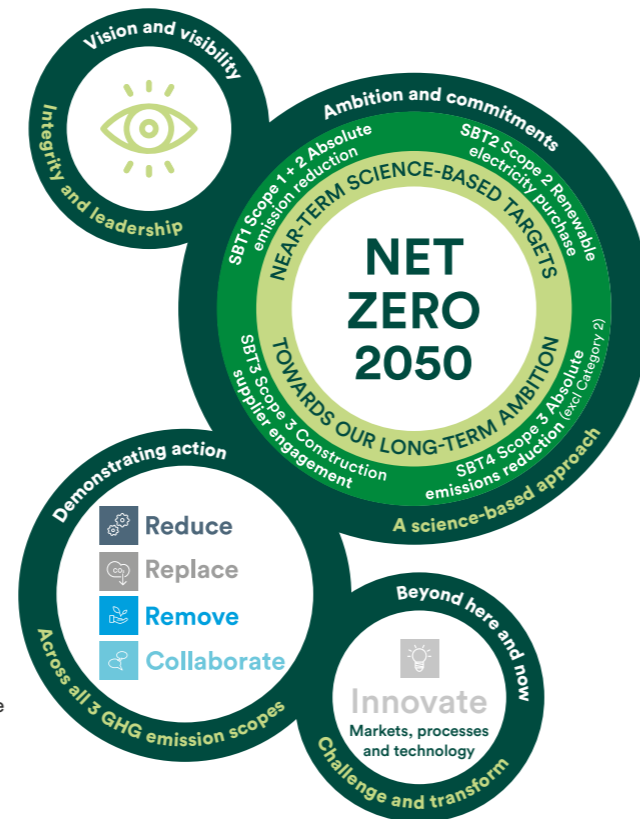 Vision and visibility
Integrity and leadership
Ambition and commitments
SBT1 Scope 1 + 2 Absolute
emission reduction
SBT2 Scope 2 Renewable
electricity purchase
NEAR-TERM SCIENCE-BASED TARGETS
NET
ZERO
2050
TOWARDS OUR LONG-TERM AMBITION
SBT3 Scope 3 Construction
supplier engagement
SBT4 Scope 3 Absolute
emissions reduction (excl Category 2)
A science-based approach
Demonstrating action
Reduce
CO₂
Replace
Remove
Collaborate
Across all 3 GHG emission scopes
e
Beyond here and now
Innovate
Markets, processes
and technology
Challenge and transform